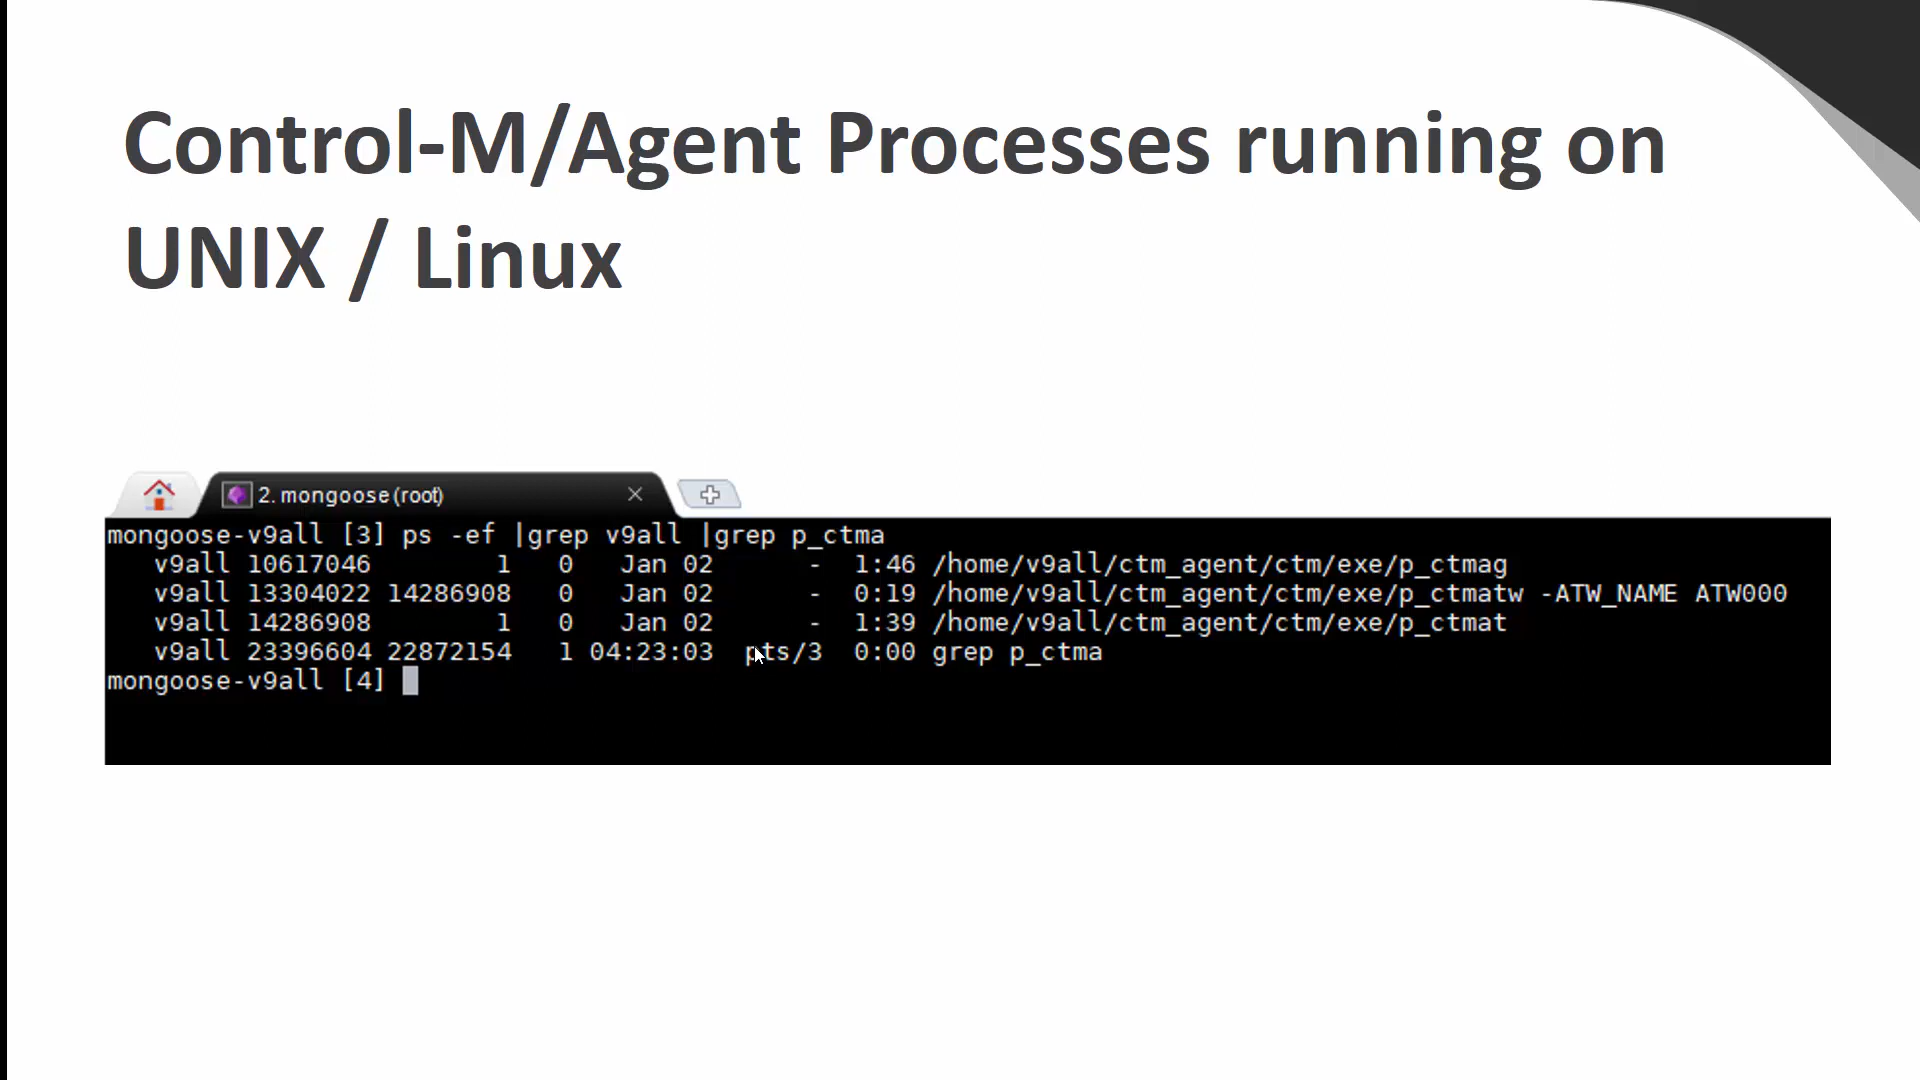 Control-M/Agent Processes running on
UNIX / Linux
2. mongoose (root)
mongoose-v9all [3] ps -ef |grep v9all |grep p_ctma
v9all 10617046 1 0 Jan 02 - 1:46 /home/v9all/ctm_agent/ctm/exe/p_ctmag
v9all 13304022 14286908 0 Jan 02 - 0:19 /home/v9all/ctm_agent/ctm/exe/p_ctmatw -ATW_NAME ATW000
v9all 14286908 1 0 Jan 02 - 1:39 /home/v9all/ctm_agent/ctm/exe/p_ctmat
v9all 23396604 22872154 1 04:23:03 pts/3 0:00 grep p_ctma
mongoose-v9all [4]